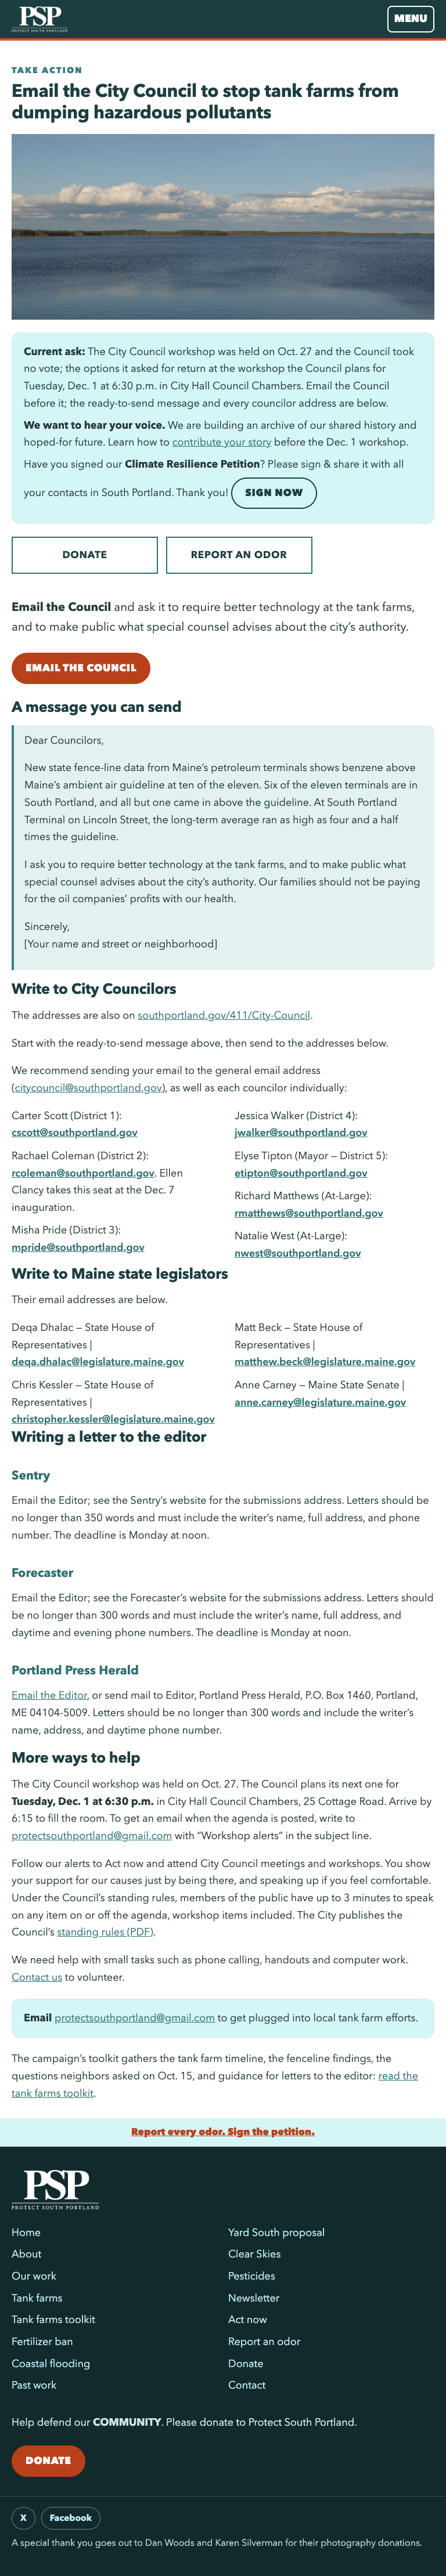 PSP
PROTECT SOUTH PORTLAND
MENU
TAKE ACTION
Email the Council to stop tank farms from
dumping hazardous pollutants
Current ask: The City Council workshop was held on Oct. 27 and the Council took
no vote; the options it asked for return at the workshop the Council plans for
Tuesday, Dec. 1 at 6:30 p.m. in City Hall Council Chambers. Email the Council
before it; the ready-to-send message and every councilor address are below.
We want to hear your voice. We are building an archive of our shared history and
hoped-for future. Learn how to contribute your story before the Dec. 1 workshop.
Have you signed our Climate Resilience Petition? Please sign & share it with all
your contacts in South Portland. Thank you! SIGN NOW
DONATE
REPORT AN ODOR
Email the Council and ask it to require better technology at the tank farms,
and to make public what special counsel advises about the city’s authority.
EMAIL THE COUNCIL
A message you can send
Dear Councilors,
New state fence-line data from Maine’s petroleum terminals shows benzene above
Maine’s ambient air guideline at ten of the eleven. Six of the eleven terminals are in
South Portland, and all but one came in above the guideline. At South Portland
Terminal on Lincoln Street, the long-term average ran as high as four and a half
times the guideline.
I ask you to require better technology at the tank farms, and to make public what
special counsel advises about the city’s authority. Our families should not be paying
for the oil companies’ profits with our health.
Sincerely,
[Your name and street or neighborhood]
Write to City Councilors
The addresses are also on southportland.gov/411/City-Council.
Start with the ready-to-send message above, then send to the addresses below.
We recommend sending your email to the general email address
(citycouncil@southportland.gov), as well as each councilor individually:
Carter Scott (District 1):
cscott@southportland.gov
Rachael Coleman (District 2):
rcoleman@southportland.gov. Ellen
Clancy takes this seat at the Dec. 7
inauguration.
Misha Pride (District 3):
mpride@southportland.gov
Jessica Walker (District 4):
jwalker@southportland.gov
Elyse Tipton (Mayor — District 5):
etipton@southportland.gov
Richard Matthews (At-Large):
rmatthews@southportland.gov
Natalie West (At-Large):
nwest@southportland.gov
Write to Maine state legislators
Their email addresses are below.
Deqa Dhalac — State House of
Representatives |
deqa.dhalac@legislature.maine.gov
Chris Kessler — State House of
Representatives |
christopher.kessler@legislature.maine.gov
Matt Beck — State House of
Representatives |
matthew.beck@legislature.maine.gov
Anne Carney — Maine State Senate |
anne.carney@legislature.maine.gov
Writing a letter to the editor
Sentry
Email the Editor; see the Sentry’s website for the submissions address. Letters should be
no longer than 350 words and must include the writer’s name, full address, and phone
number. The deadline is Monday at noon.
Forecaster
Email the Editor; see the Forecaster’s website for the submissions address. Letters should
be no longer than 300 words and must include the writer’s name, full address, and
daytime and evening phone numbers. The deadline is Monday at noon.
Portland Press Herald
Email the Editor, or send mail to Editor, Portland Press Herald, P.O. Box 1460, Portland,
ME 04104-5009. Letters should be no longer than 300 words and include the writer’s
name, address, and daytime phone number.
More ways to help
The City Council workshop was held on Oct. 27. The Council plans its next one for
Tuesday, Dec. 1 at 6:30 p.m. in City Hall Council Chambers, 25 Cottage Road. Arrive by
6:15 to fill the room. To get an email when the agenda is posted, write to
protectsouthportland@gmail.com with “Workshop alerts” in the subject line.
Follow our alerts to Act now and attend City Council meetings and workshops. You show
your support for our causes just by being there, and speaking up if you feel comfortable.
Under the Council’s standing rules, members of the public have up to 3 minutes to speak
on any item on or off the agenda, workshop items included. The City publishes the
Council’s standing rules (PDF).
We need help with small tasks such as phone calling, handouts and computer work.
Contact us to volunteer.
Email protectsouthportland@gmail.com to get plugged into local tank farm efforts.
The campaign’s toolkit gathers the tank farm timeline, the fenceline findings, the
questions neighbors asked on Oct. 15, and guidance for letters to the editor: read the
tank farms toolkit.
Report every odor. Sign the petition.
PSP
PROTECT SOUTH PORTLAND
Home
About
Our work
Tank farms
Tank farms toolkit
Fertilizer ban
Coastal flooding
Past work
Yard South proposal
Clear Skies
Pesticides
Newsletter
Act now
Report an odor
Donate
Contact
Help defend our COMMUNITY. Please donate to Protect South Portland.
DONATE
X
Facebook
A special thank you goes out to Dan Woods and Karen Silverman for their photography donations.